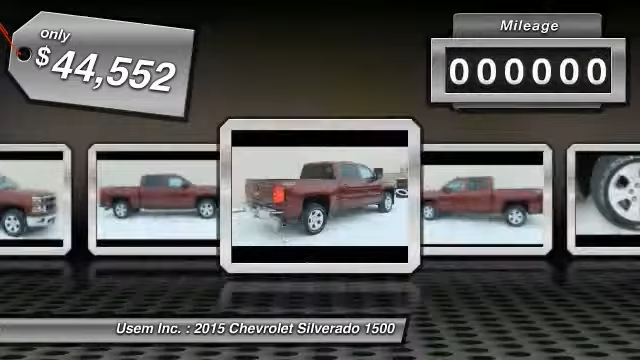 only
$44,552
Mileage
000000
Usem Inc. : 2015 Chevrolet Silverado 1500